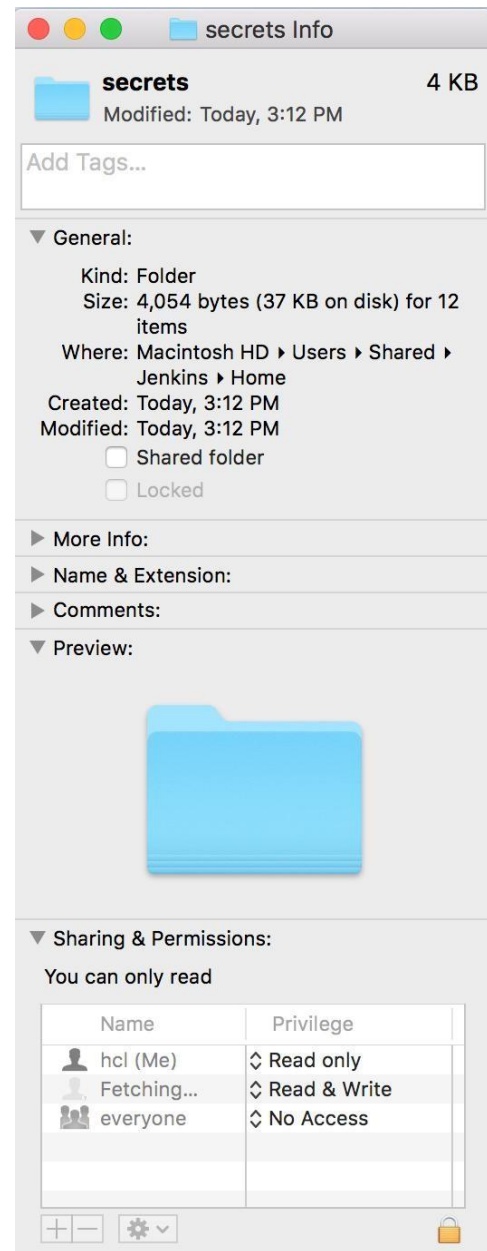 secrets Info
secrets 4 KB
Modified: Today, 3:12 PM
Add Tags...
General:
Kind: Folder
Size: 4,054 bytes (37 KB on disk) for 12
items
Where: Macintosh HD ▸ Users ▸ Shared ▸
Jenkins ▸ Home
Created: Today, 3:12 PM
Modified: Today, 3:12 PM
Shared folder
Locked
More Info:
Name & Extension:
Comments:
Preview:
Sharing & Permissions:
You can only read
Name Privilege
hcl (Me) Read only
Fetching... Read & Write
everyone No Access